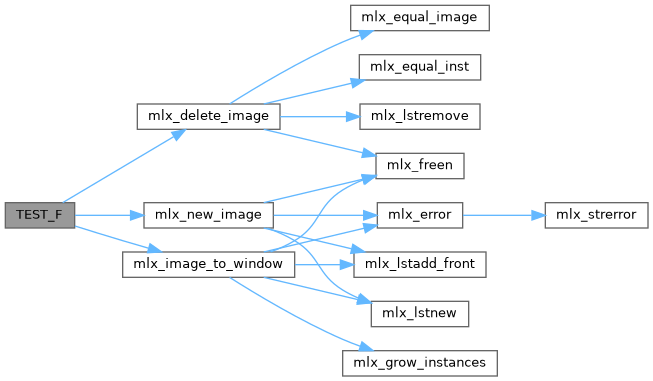 mlx_equal_image
mlx_equal_inst
mlx_delete_image
mlx_lstremove
mlx_freen
TEST_F
mlx_new_image
mlx_error
mlx_strerror
mlx_image_to_window
mlx_lstadd_front
mlx_lstnew
mlx_grow_instances